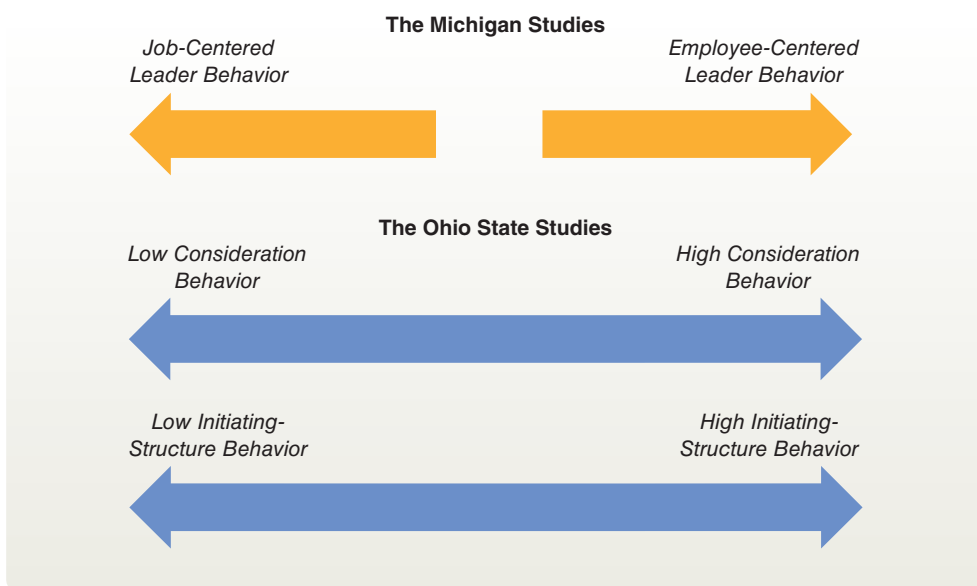 The Michigan Studies
Job-Centered
Leader Behavior
Employee-Centered
Leader Behavior
The Ohio State Studies
Low Consideration
Behavior
High Consideration
Behavior
Low Initiating-
Structure Behavior
High Initiating-
Structure Behavior